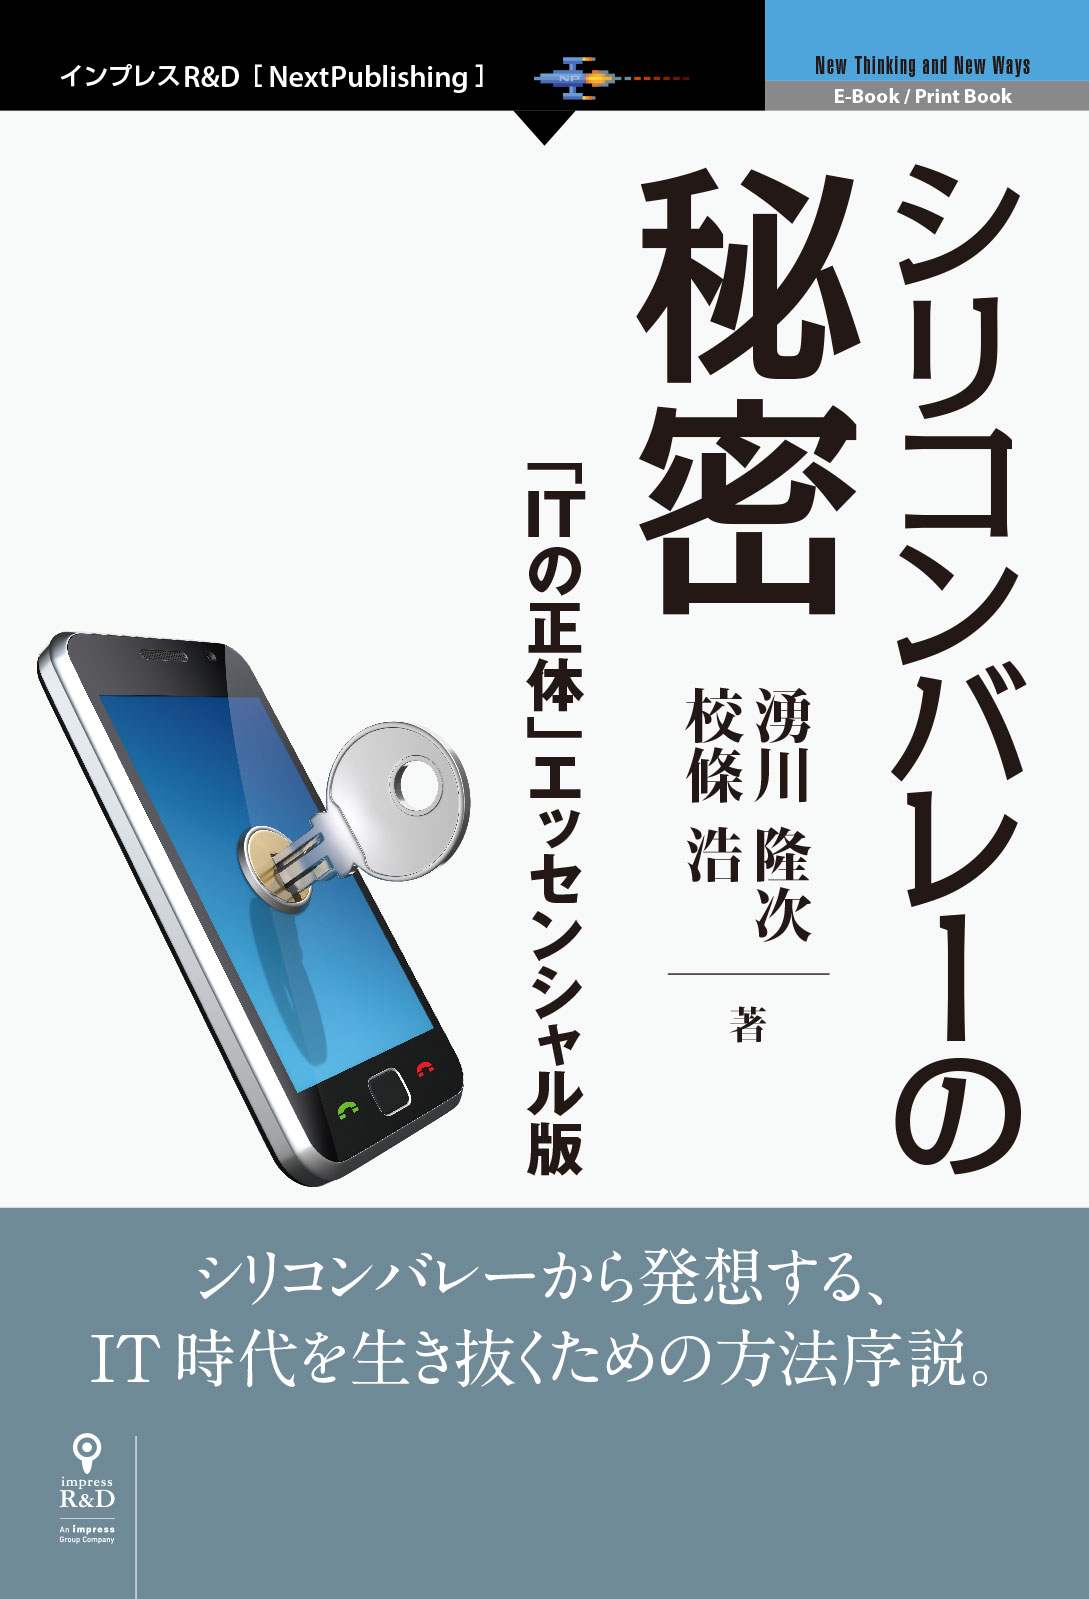 インプレスR&D [ NextPublishing ]
NP
New Thinking and New Ways
E-Book / Print Book
シリコンバレーの
秘密
「ITの正体」エッセンシャル版
湧川 隆次
校條 浩
著
シリコンバレーから発想する、
IT時代を生き抜くための方法序説。
impress
R&D
An impress
Group Company